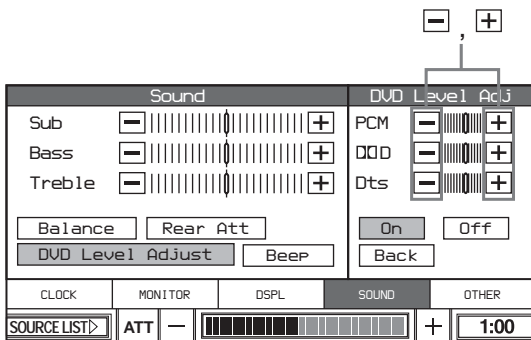 − , +
Sound
DVD Level Adj
Sub − +
PCM − +
Bass − +
DD D − +
Treble − +
Dts − +
Balance Rear Att
On Off
DVD Level Adjust Beep
Back
CLOCK MONITOR DSPL SOUND OTHER
SOURCE LIST ATT − + 1:00